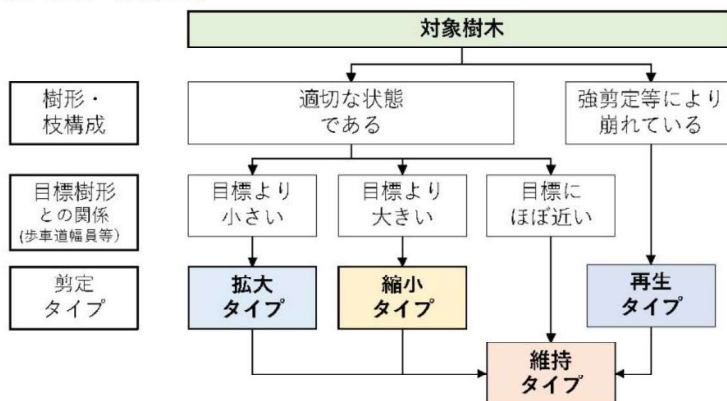 対象樹木
樹形・
枝構成
適切な状態
である
強剪定等により
崩れている
目標樹形
との関係
(歩車道幅員等)
目標より
小さい
目標より
大きい
目標に
ほぼ近い
剪定
タイプ
拡大
タイプ
縮小
タイプ
再生
タイプ
維持
タイプ